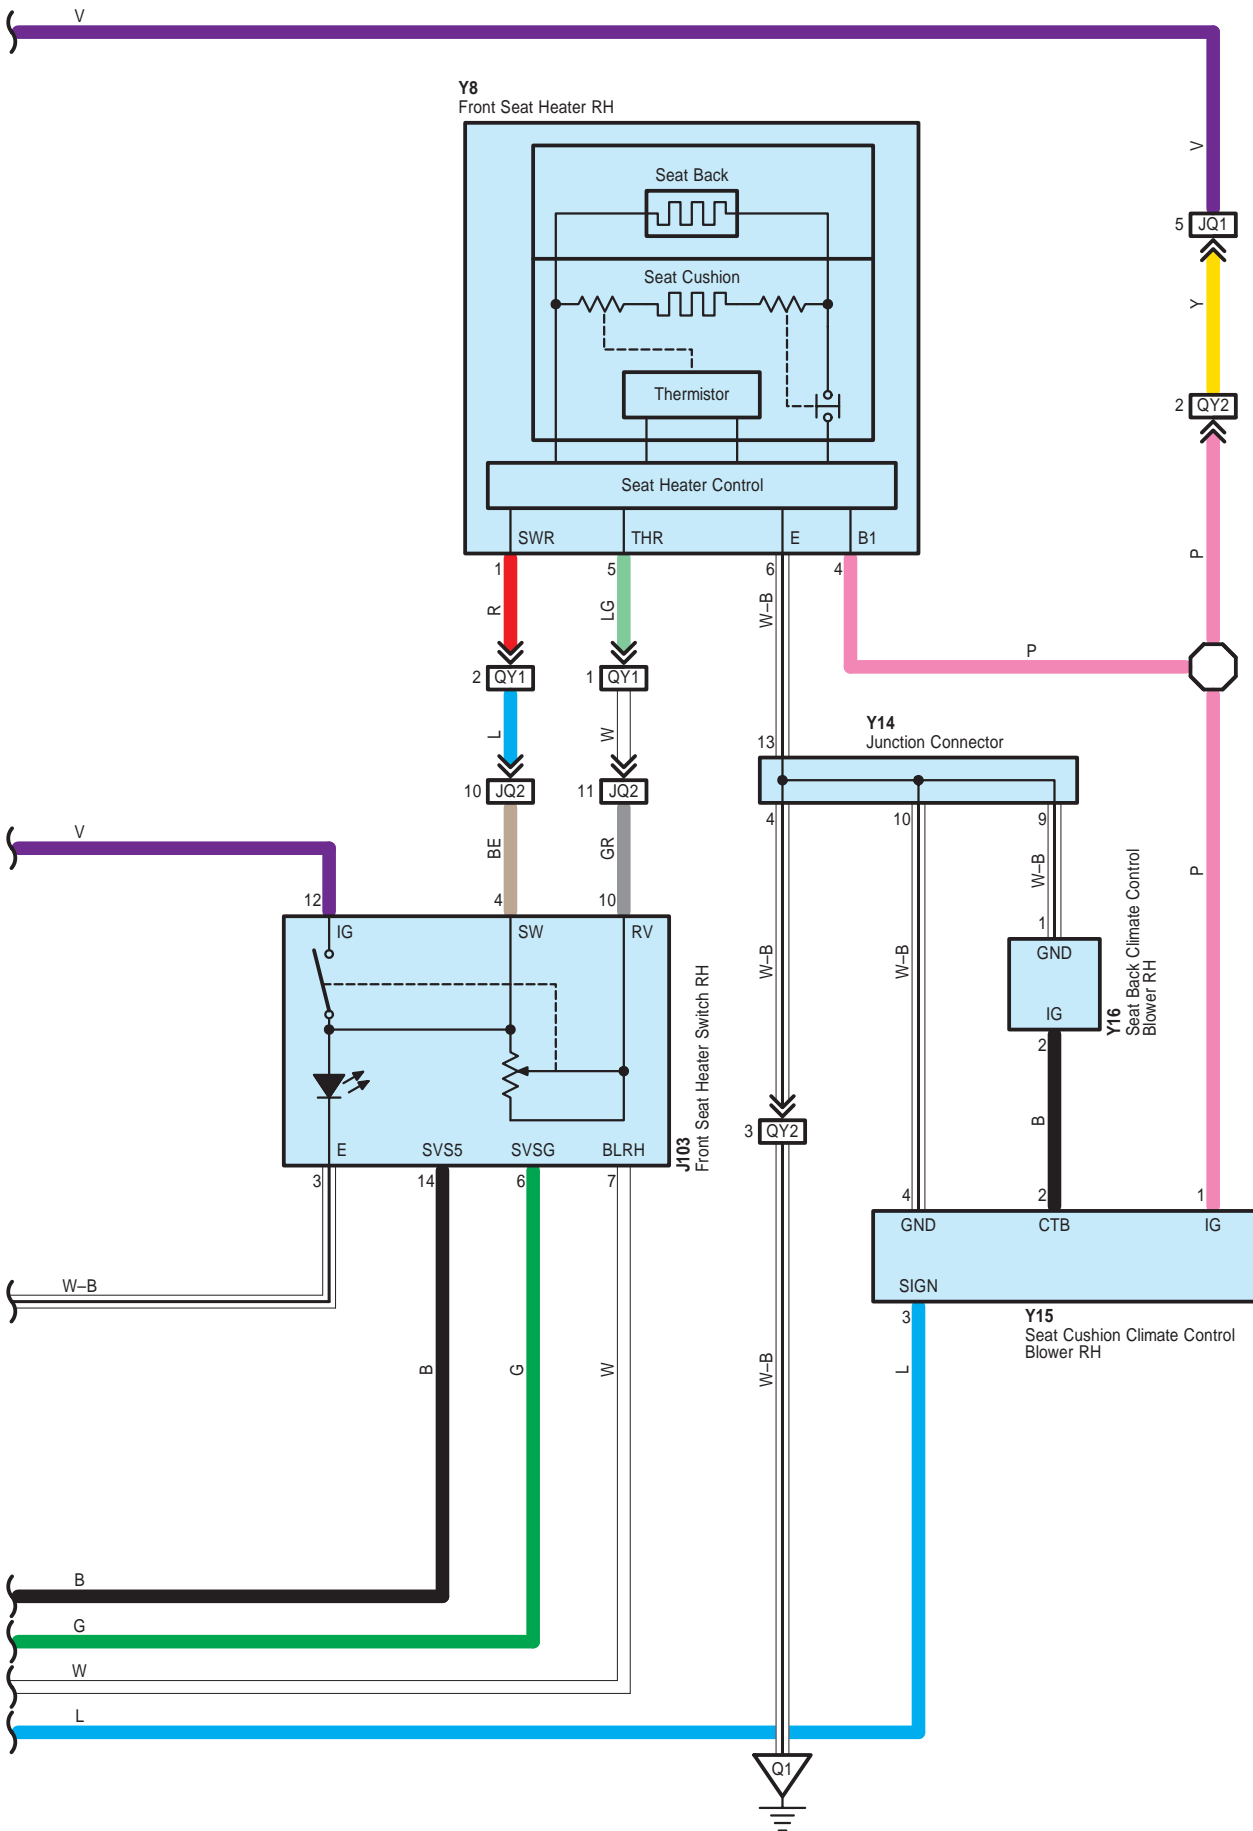 V
Y8
Front Seat Heater RH
Seat Back
V
5 JQ1
Seat Cushion
Y
Thermistor
2 QY2
Seat Heater Control
SWR THR E B1
1 5 6 4
R LG W–B P
P
2 QY1 1 QY1
Y14
Junction Connector
L W 13
10 JQ2 11 JQ2
4 10 9
V
BE GR W–B P
12 4 10
IG SW RV
1
GND
IG
2
Y16
Seat Back Climate Control
Blower RH
W–B W–B
J103
Front Seat Heater Switch RH
B
3 QY2
E SVS5 SVSG BLRH
3 14 6 7
4 2 1
GND CTB IG
SIGN
W–B
3
Y15
Seat Cushion Climate Control
Blower RH
B G W W–B L
B
G
W
L
Q1